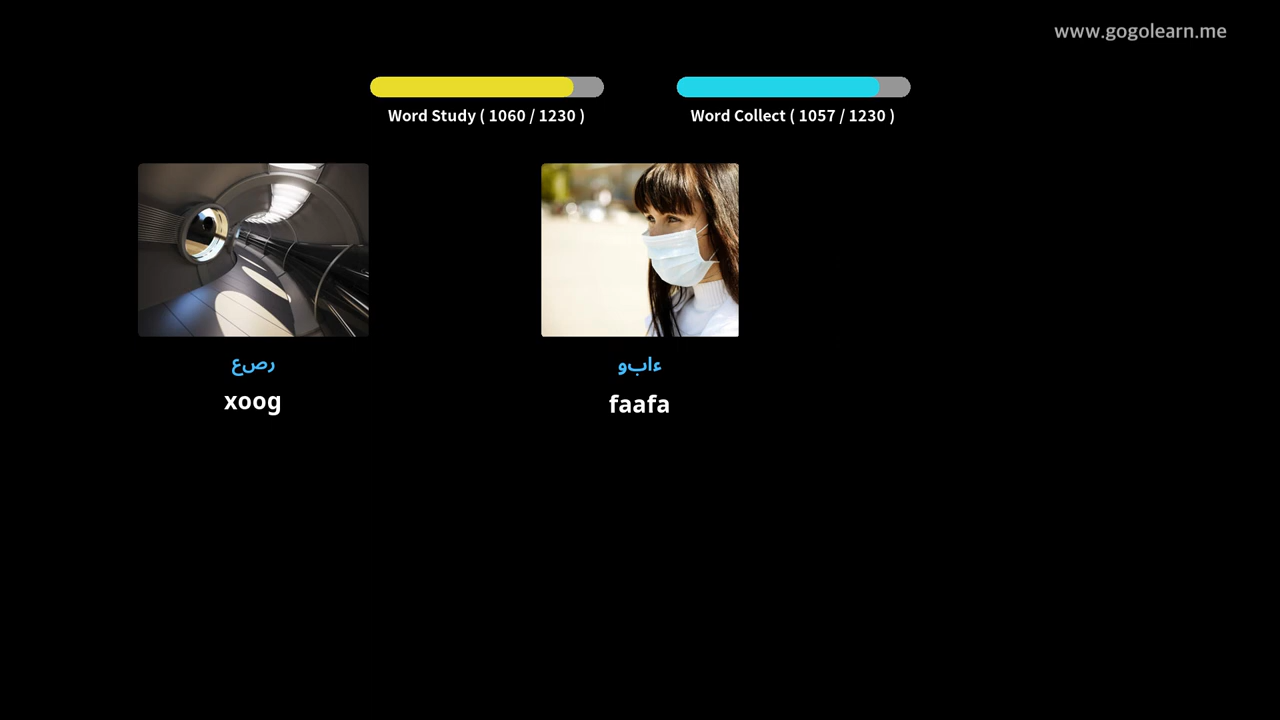 www.gogolearn.me
Word Study ( 1060 / 1230 )
Word Collect ( 1057 / 1230 )
رصع
xoog
ءابو
faafa